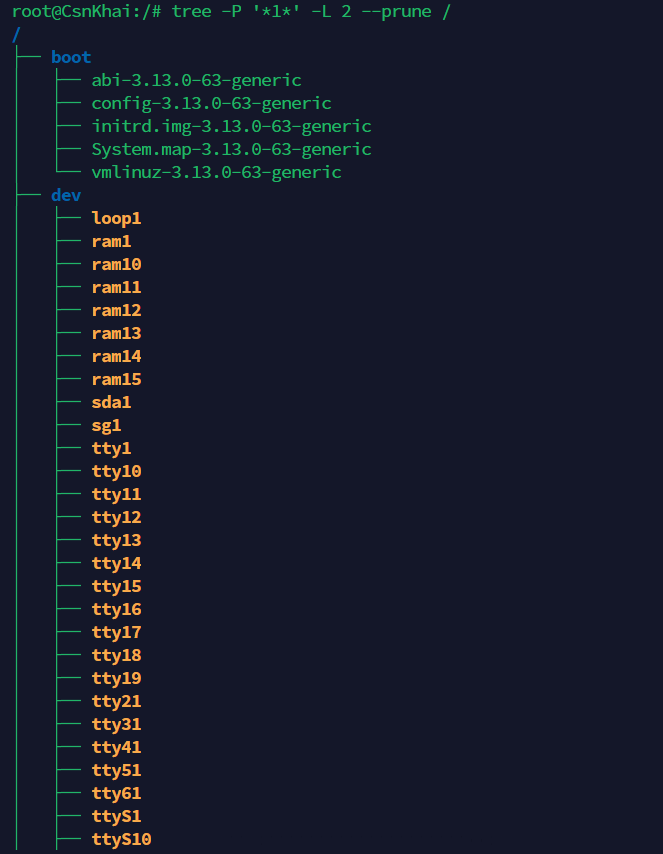 root@CsnKhai:/# tree -P '*1*' -L 2 --prune /
/
├── boot
│   ├── abi-3.13.0-63-generic
│   ├── config-3.13.0-63-generic
│   ├── initrd.img-3.13.0-63-generic
│   ├── System.map-3.13.0-63-generic
│   └── vmlinuz-3.13.0-63-generic
├── dev
│   ├── loop1
│   ├── ram1
│   ├── ram10
│   ├── ram11
│   ├── ram12
│   ├── ram13
│   ├── ram14
│   ├── ram15
│   ├── sda1
│   ├── sg1
│   ├── tty1
│   ├── tty10
│   ├── tty11
│   ├── tty12
│   ├── tty13
│   ├── tty14
│   ├── tty15
│   ├── tty16
│   ├── tty17
│   ├── tty18
│   ├── tty19
│   ├── tty21
│   ├── tty31
│   ├── tty41
│   ├── tty51
│   ├── tty61
│   ├── ttyS1
│   ├── ttyS10